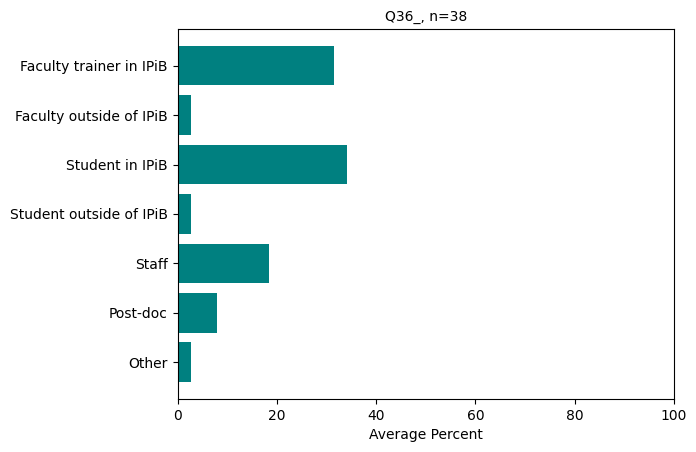 Q36_, n=38
Faculty trainer in IPiB
Faculty outside of IPiB
Student in IPiB
Student outside of IPiB
Staff
Post-doc
Other
0 20 40 60 80 100
Average Percent